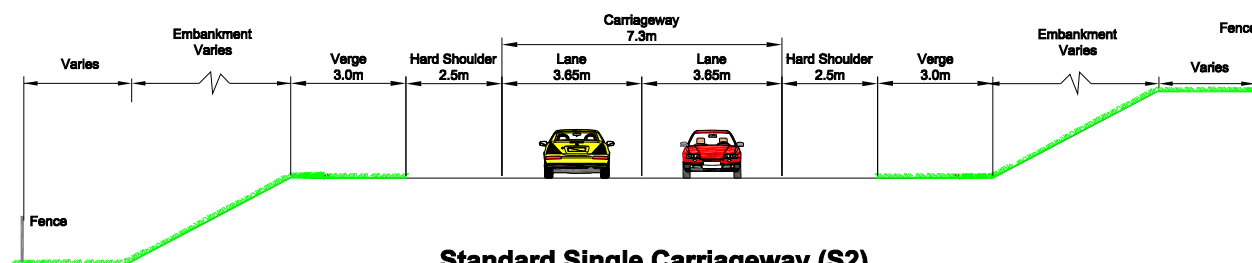 Carriageway
7.3m
Fence
Embankment
Varies
Embankment
Varies
Varies
Verge
3.0m
Hard Shoulder
2.5m
Lane
3.65m
Lane
3.65m
Hard Shoulder
2.5m
Verge
3.0m
Varies
Fence
Standard Single Carriageway (S2)